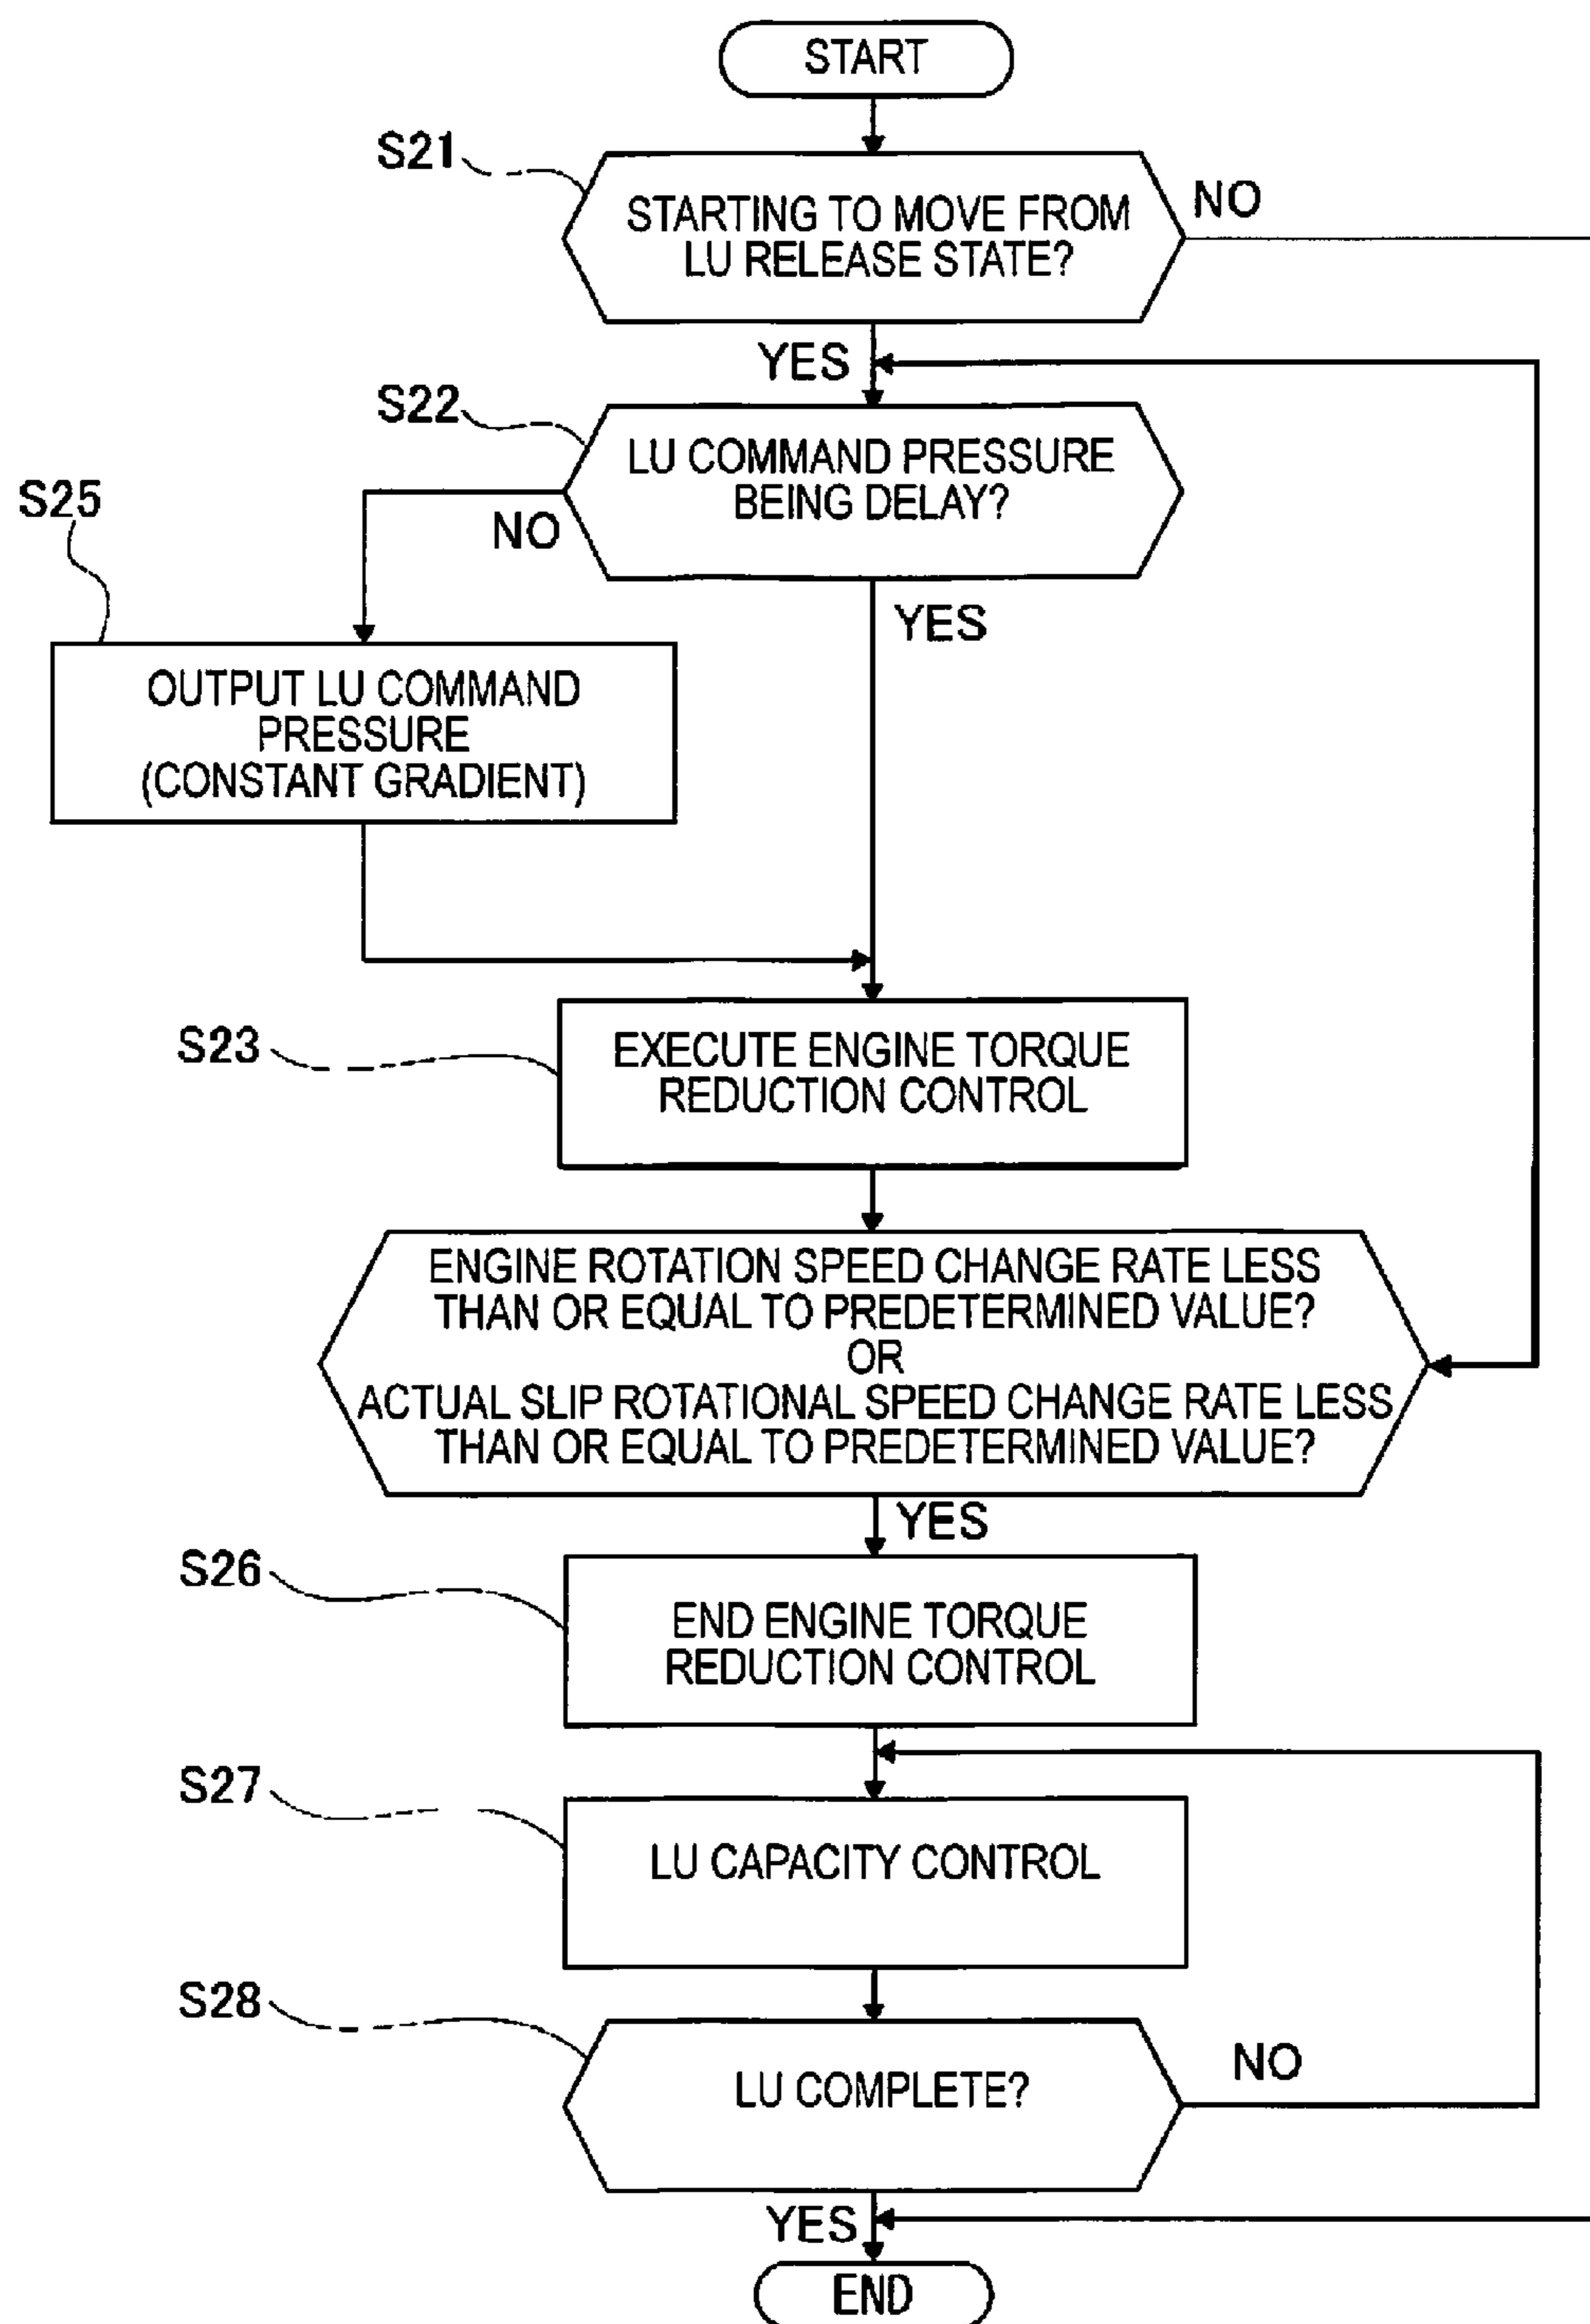 START
S21
STARTING TO MOVE FROM
LU RELEASE STATE?
NO
YES
S22
LU COMMAND PRESSURE
BEING DELAY?
S25
NO
YES
OUTPUT LU COMMAND
PRESSURE
(CONSTANT GRADIENT)
S23
EXECUTE ENGINE TORQUE
REDUCTION CONTROL
ENGINE ROTATION SPEED CHANGE RATE LESS
THAN OR EQUAL TO PREDETERMINED VALUE?
OR
ACTUAL SLIP ROTATIONAL SPEED CHANGE RATE LESS
THAN OR EQUAL TO PREDETERMINED VALUE?
YES
S26
END ENGINE TORQUE
REDUCTION CONTROL
S27
LU CAPACITY CONTROL
S28
LU COMPLETE?
NO
YES
END